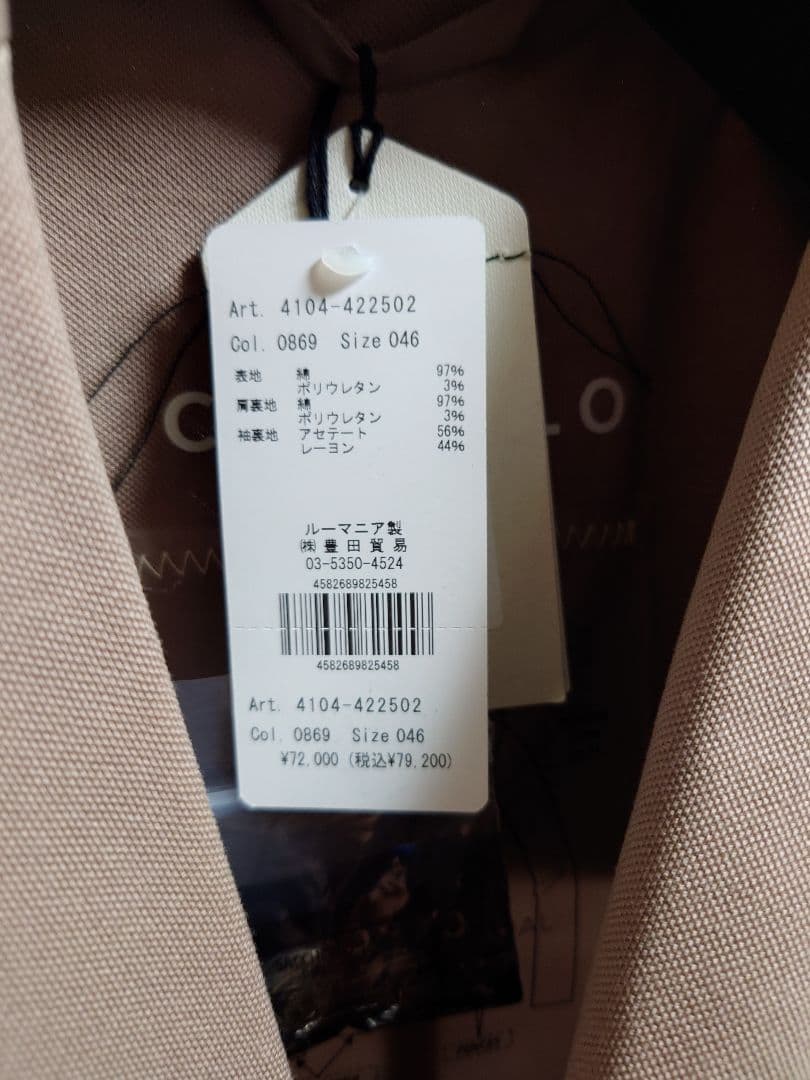 Art. 4104-422502
Col. 0869 Size 046
表地 綿 97%
ポリウレタン 3%
肩裏地 綿 97%
ポリウレタン 3%
袖裏地 アセテート 56%
レーヨン 44%
ルーマニア製
㈱豊田貿易
03-5350-4524
4582689825458
4582689825458
Art. 4104-422502
Col. 0869 Size 046
¥72,000 (税込¥79,200)